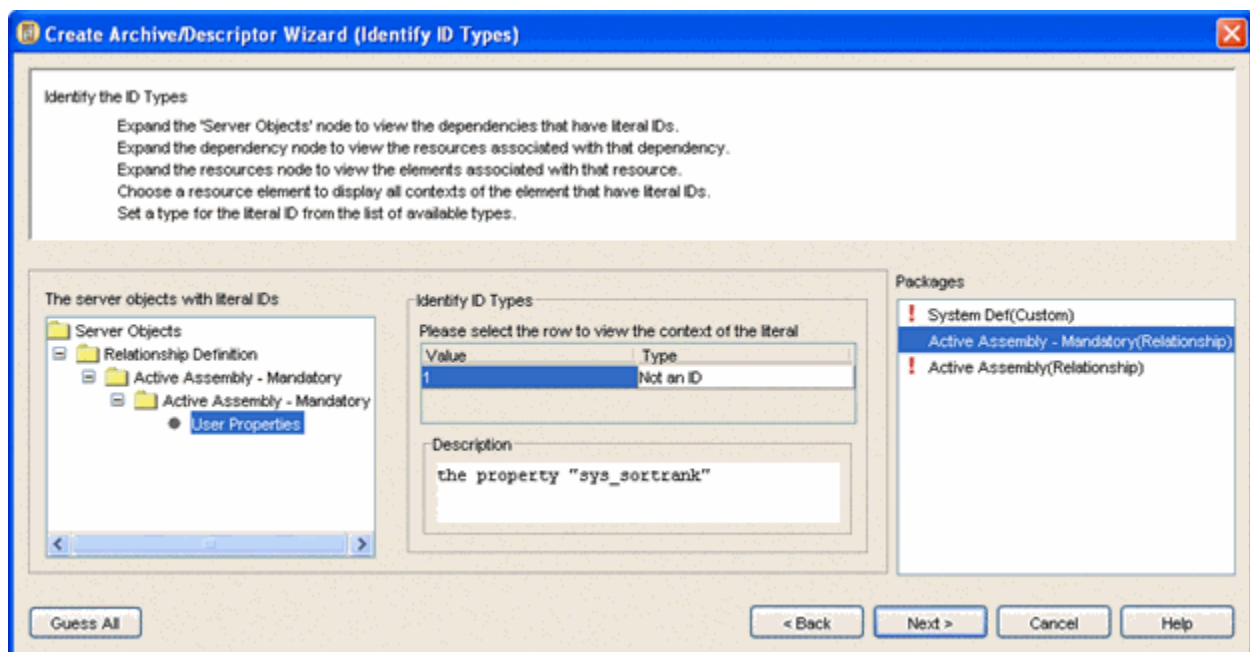 Create Archive/Descriptor Wizard (Identify ID Types)
Identify the ID Types
Expand the 'Server Objects' node to view the dependencies that have literal IDs.
Expand the dependency node to view the resources associated with that dependency.
Expand the resources node to view the elements associated with that resource.
Choose a resource element to display all contexts of the element that have literal IDs.
Set a type for the literal ID from the list of available types.
The server objects with literal IDs
Server Objects
Relationship Definition
Active Assembly - Mandatory
Active Assembly - Mandatory
User Properties
Identify ID Types
Please select the row to view the context of the literal
Value Type
1 Not an ID
Description
the property "sys_sortrank"
Packages
! System Def(Custom)
Active Assembly - Mandatory(Relationship)
! Active Assembly(Relationship)
Guess All
< Back
Next >
Cancel
Help